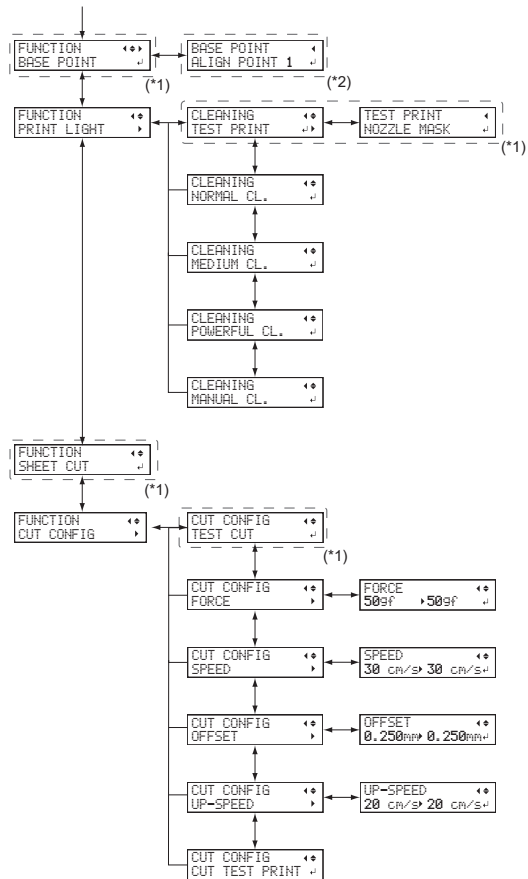 FUNCTION
BASE POINT
(*1)
BASE POINT
ALIGN POINT 1
(*2)
FUNCTION
PRINT LIGHT
CLEANING
TEST PRINT
TEST PRINT
NOZZLE MASK
(*1)
CLEANING
NORMAL CL.
CLEANING
MEDIUM CL.
CLEANING
POWERFUL CL.
CLEANING
MANUAL CL.
FUNCTION
SHEET CUT
(*1)
FUNCTION
CUT CONFIG
CUT CONFIG
TEST CUT
(*1)
CUT CONFIG
FORCE
FORCE
50gf 50gf
CUT CONFIG
SPEED
SPEED
30 cm/s 30 cm/s
CUT CONFIG
OFFSET
OFFSET
0.250mm 0.250mm
CUT CONFIG
UP-SPEED
UP-SPEED
20 cm/s 20 cm/s
CUT CONFIG
CUT TEST PRINT